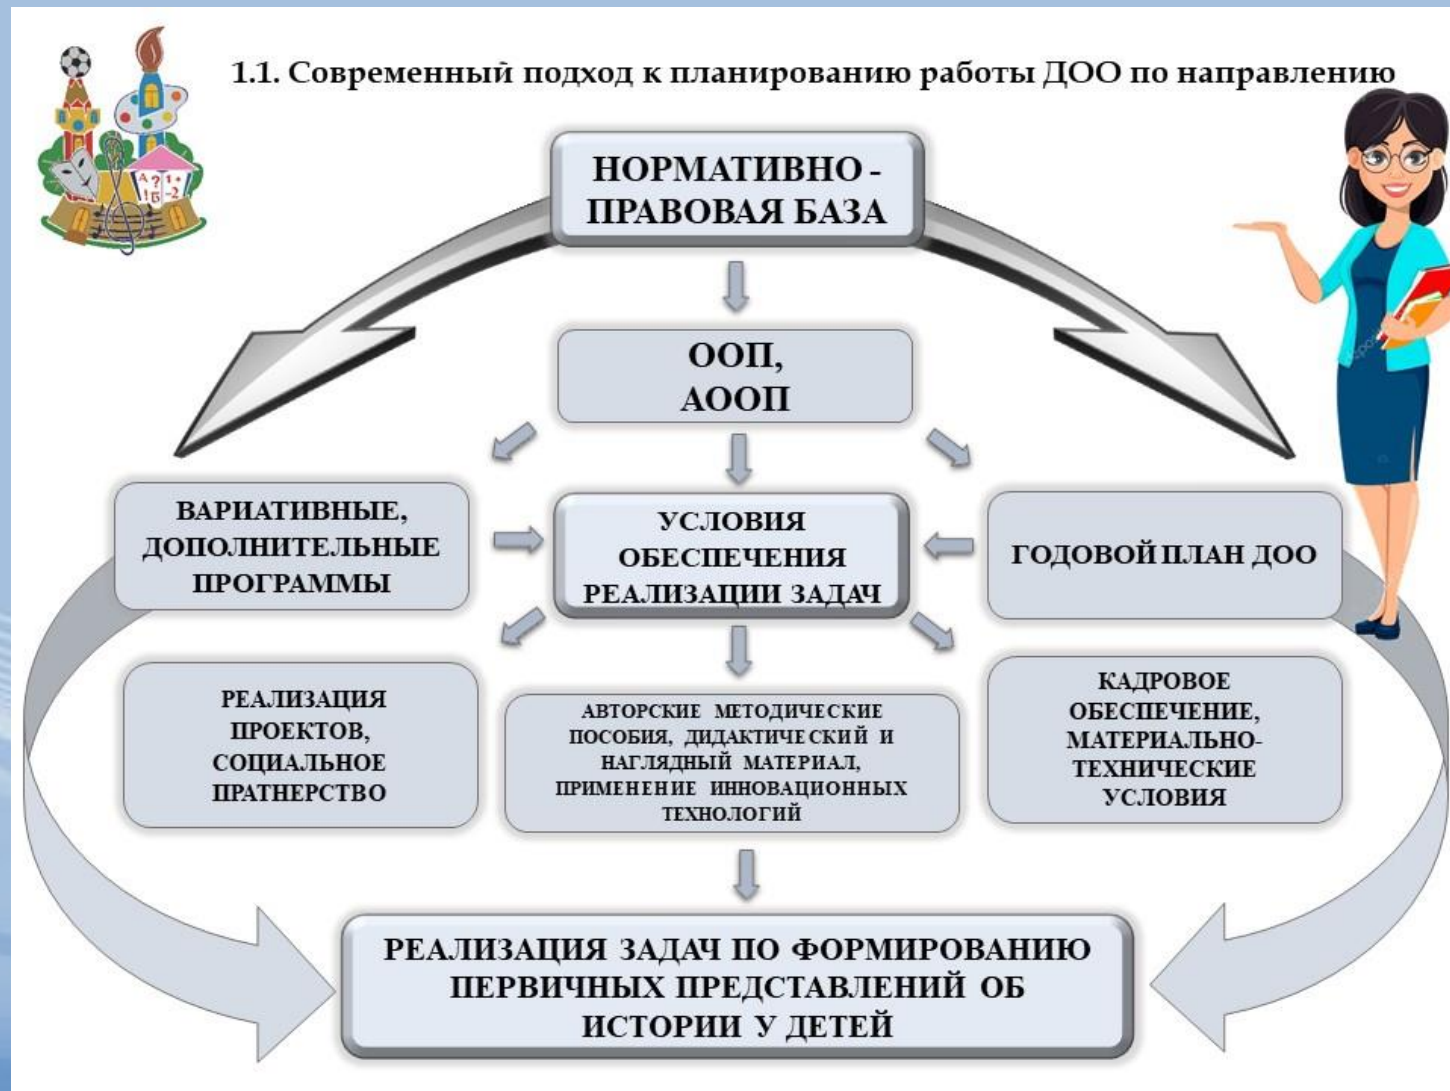 1.1. Современный подход к планированию работы ДОО по направлению
НОРМАТИВНО -
ПРАВОВАЯ БАЗА
ООП,
АООП
ВАРИАТИВНЫЕ,
ДОПОЛНИТЕЛЬНЫЕ
ПРОГРАММЫ
УСЛОВИЯ
ОБЕСПЕЧЕНИЯ
РЕАЛИЗАЦИИ ЗАДАЧ
ГОДОВОЙ ПЛАН ДОО
РЕАЛИЗАЦИЯ
ПРОЕКТОВ,
СОЦИАЛЬНОЕ
ПРАТНЕРСТВО
АВТОРСКИЕ МЕТОДИЧЕСКИЕ
ПОСОБИЯ, ДИДАКТИЧЕСКИЙ И
НАГЛЯДНЫЙ МАТЕРИАЛ,
ПРИМЕНЕНИЕ ИННОВАЦИОННЫХ
ТЕХНОЛОГИЙ
КАДРОВОЕ
ОБЕСПЕЧЕНИЕ,
МАТЕРИАЛЬНО-
ТЕХНИЧЕСКИЕ
УСЛОВИЯ
РЕАЛИЗАЦИЯ ЗАДАЧ ПО ФОРМИРОВАНИЮ
ПЕРВИЧНЫХ ПРЕДСТАВЛЕНИЙ ОБ
ИСТОРИИ У ДЕТЕЙ